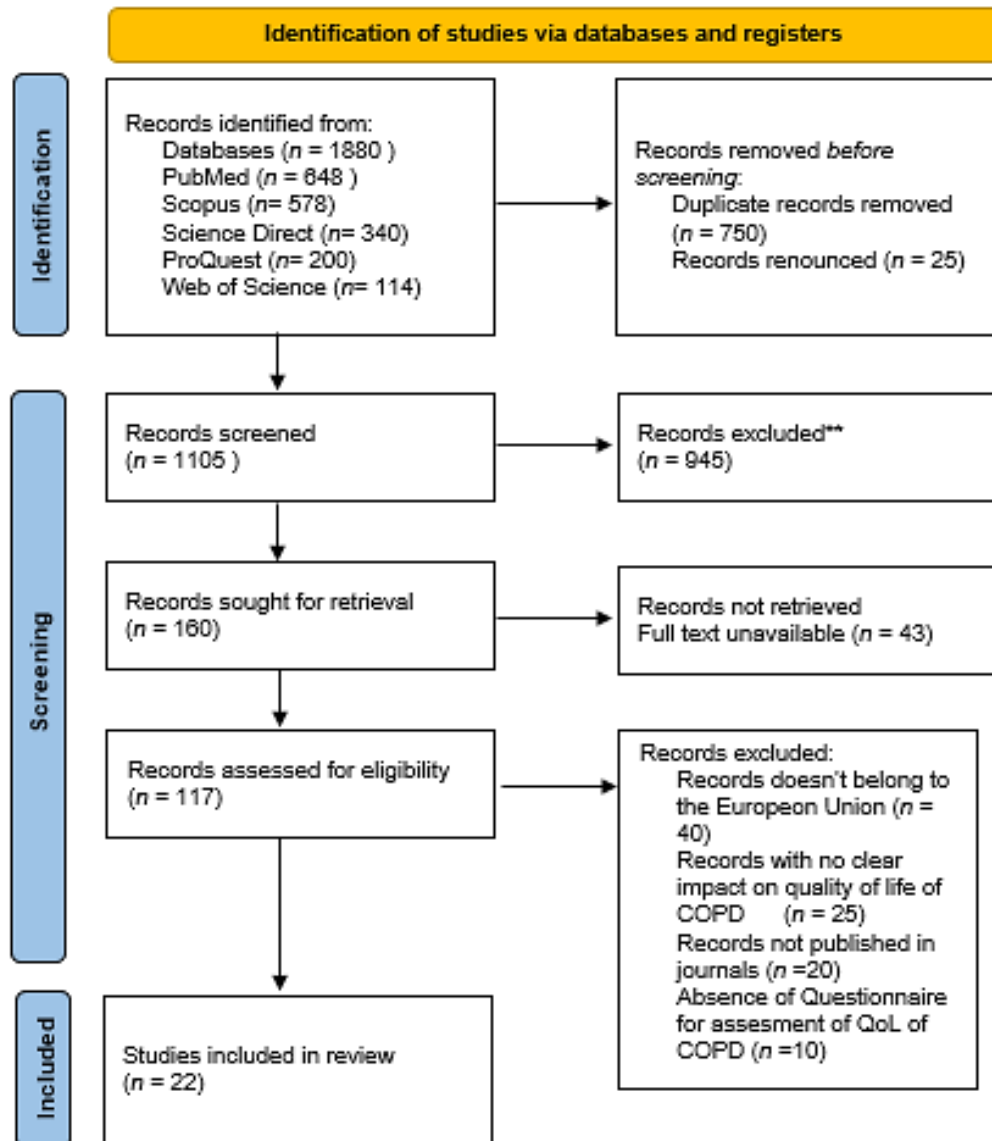 Identification of studies via databases and registers
Identification
Records identified from:
Databases (n = 1880 )
PubMed (n = 648 )
Scopus (n= 578)
Science Direct (n= 340)
ProQuest (n= 200)
Web of Science (n= 114)
Records removed before
screening:
Duplicate records removed
(n = 750)
Records renounced (n = 25)
Screening
Records screened
(n = 1105 )
Records excluded**
(n = 945)
Records sought for retrieval
(n = 160)
Records not retrieved
Full text unavailable (n = 43)
Records assessed for eligibility
(n = 117)
Records excluded:
Records doesn't belong to
the Europeon Union (n =
40)
Records with no clear
impact on quality of life of
COPD (n = 25)
Records not published in
journals (n =20)
Absence of Questionnaire
for assesment of QoL of
COPD (n =10)
Included
Studies included in review
(n = 22)